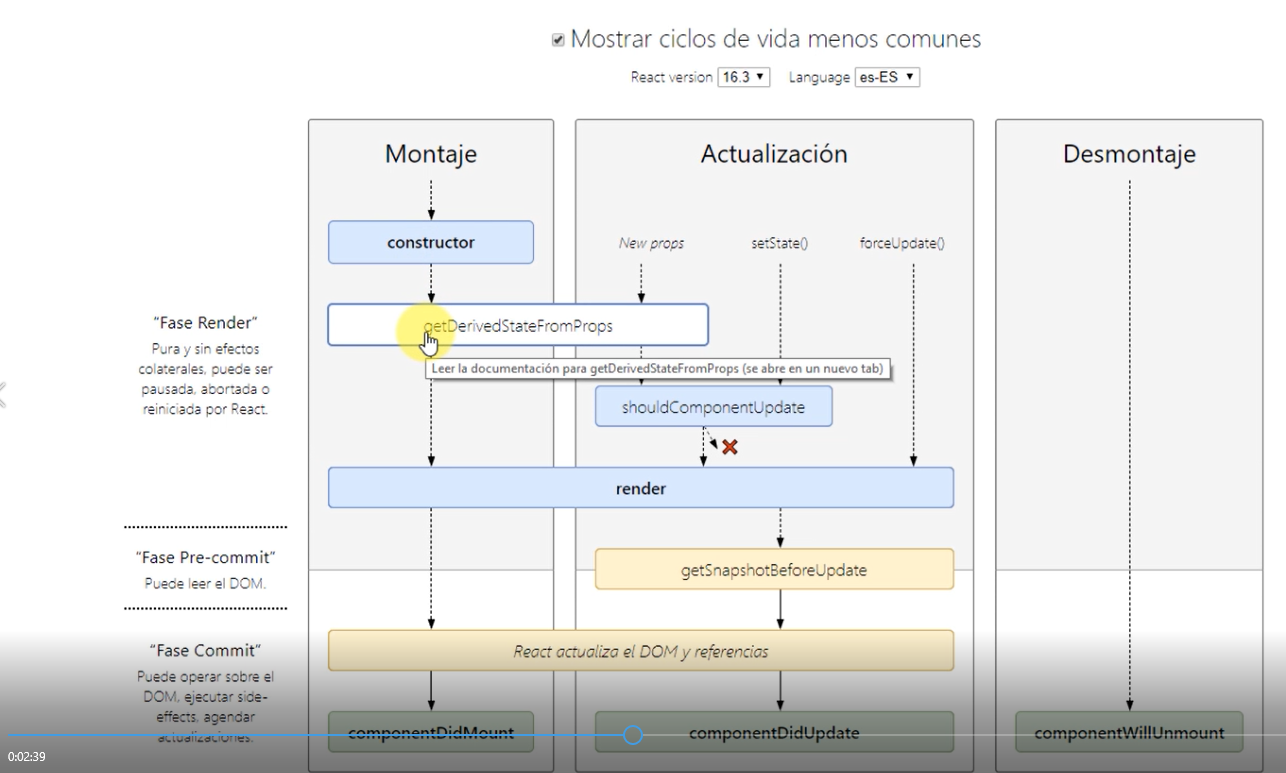 Mostrar ciclos de vida menos comunes
React version 16.3 Language es-ES
Montaje
Actualización
Desmontaje
constructor
New props
setState()
forceUpdate()
"Fase Render"
Pura y sin efectos
colaterales, puede ser
pausada, abortada o
reiniciada por React.
getDerivedStateFromProps
Leer la documentación para getDerivedStateFromProps (se abre en un nuevo tab)
shouldComponentUpdate
render
"Fase Pre-commit"
Puede leer el DOM.
getSnapshotBeforeUpdate
"Fase Commit"
Puede operar sobre el
DOM, ejecutar side-
effects, agendar
actualizaciones.
React actualiza el DOM y referencias
componentDidMount
componentDidUpdate
componentWillUnmount
0:02:39